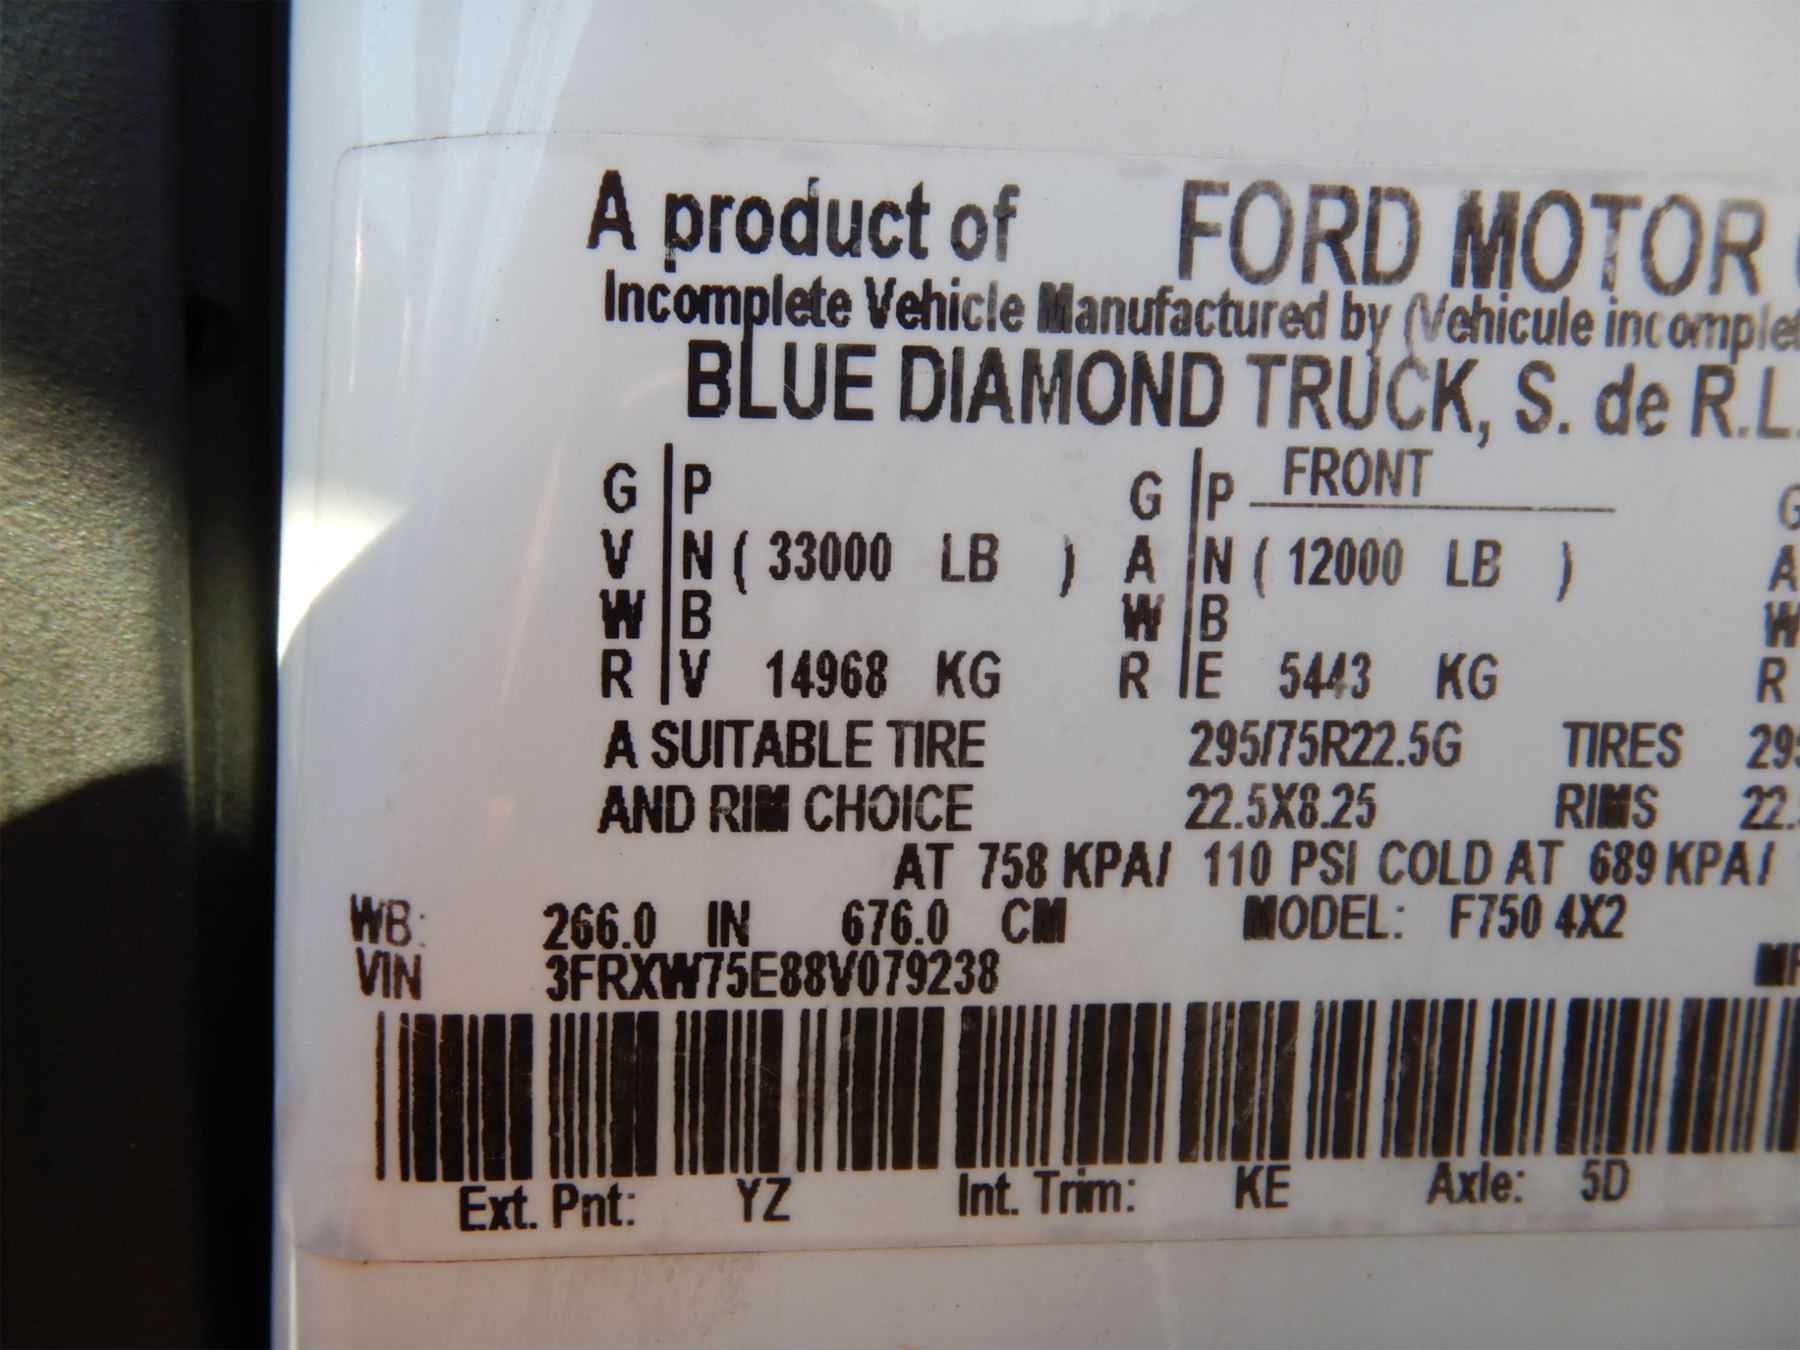 A product of FORD MOTOR
Incomplete Vehicle Manufactured by (Vehicule incomplet
BLUE DIAMOND TRUCK, S. de R.L.
G P G P FRONT G
V N ( 33000 LB ) A N ( 12000 LB ) A
W B W B W
R V 14968 KG R E 5443 KG R
A SUITABLE TIRE 295/75R22.5G TIRES 295
AND RIM CHOICE 22.5X8.25 RIMS 22.
AT 758 KPA/ 110 PSI COLD AT 689 KPA/
WB: 266.0 IN 676.0 CM MODEL: F750 4X2
VIN 3FRXW75E88V079238
Ext. Pnt: YZ Int. Trim: KE Axle: 5D